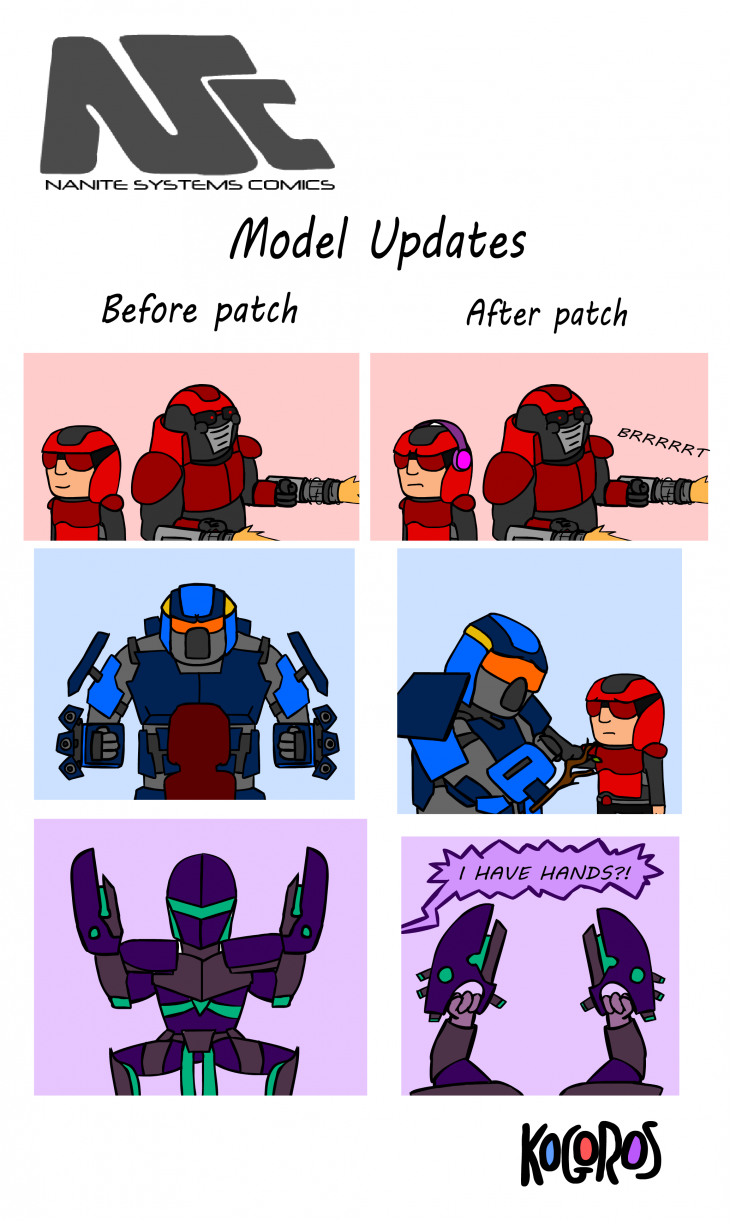 NSC
NANITE SYSTEMS COMICS
Model Updates
Before patch
After patch
BRRRRRT
I HAVE HANDS?!
KOGOROS